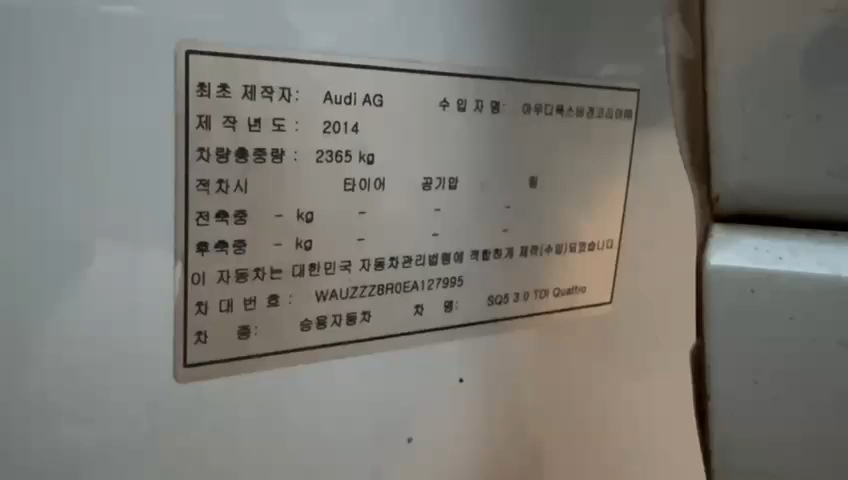 최초 제작자: Audi AG 수 입 자 명: 아우디폭스바겐코리아㈜
제 작 년 도 : 2014
차량총중량 : 2365 kg
적차시 타이어 공기압 림
전축중 - kg - - -
후축중 - kg - - -
이 자동차는 대한민국 자동차관리법령에 적합하게 제작(수입)되었습니다.
차 대 번 호 : WAUZZZ8R0EA127995
차 종: 승용자동차 차 명: SQ5 3.0 TDI Quattro